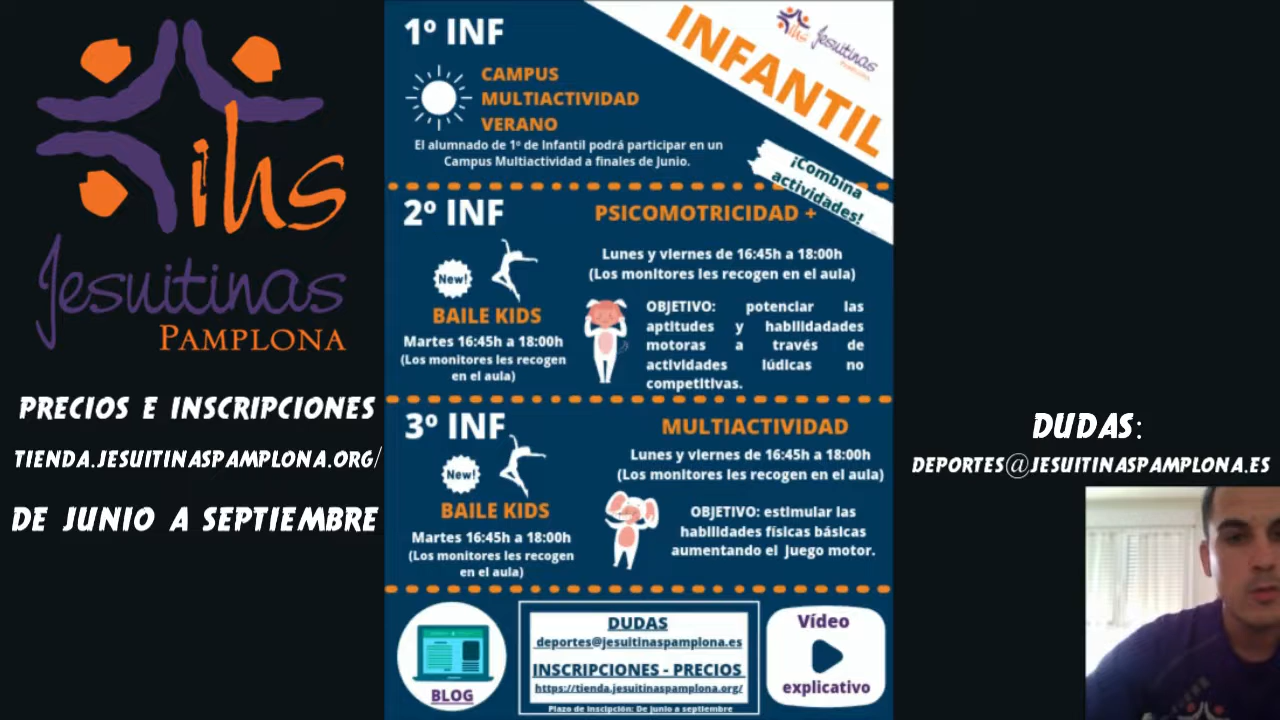 ihs
Jesuitinas
PAMPLONA
PRECIOS E INSCRIPCIONES
TIENDA.JESUITINASPAMPLONA.ORG/
DE JUNIO A SEPTIEMBRE
INFANTIL
ihs Jesuitinas
PAMPLONA
¡Combina
actividades!
1º INF
CAMPUS
MULTIACTIVIDAD
VERANO
El alumnado de 1º de Infantil podrá participar en un
Campus Multiactividad a finales de Junio.
2º INF
New!
BAILE KIDS
Martes 16:45h a 18:00h
(Los monitores les recogen
en el aula)
PSICOMOTRICIDAD +
Lunes y viernes de 16:45h a 18:00h
(Los monitores les recogen en el aula)
OBJETIVO: potenciar las
aptitudes y habilidadades
motoras a través de
actividades lúdicas no
competitivas.
3º INF
New!
BAILE KIDS
Martes 16:45h a 18:00h
(Los monitores les recogen
en el aula)
MULTIACTIVIDAD
Lunes y viernes de 16:45h a 18:00h
(Los monitores les recogen en el aula)
OBJETIVO: estimular las
habilidades físicas básicas
aumentando el juego motor.
BLOG
DUDAS
deportes@jesuitinaspamplona.es
INSCRIPCIONES - PRECIOS
https://tienda.jesuitinaspamplona.org/
Plazo de inscipción: De junio a septiembre
Vídeo
explicativo
DUDAS:
DEPORTES@JESUITINASPAMPLONA.ES